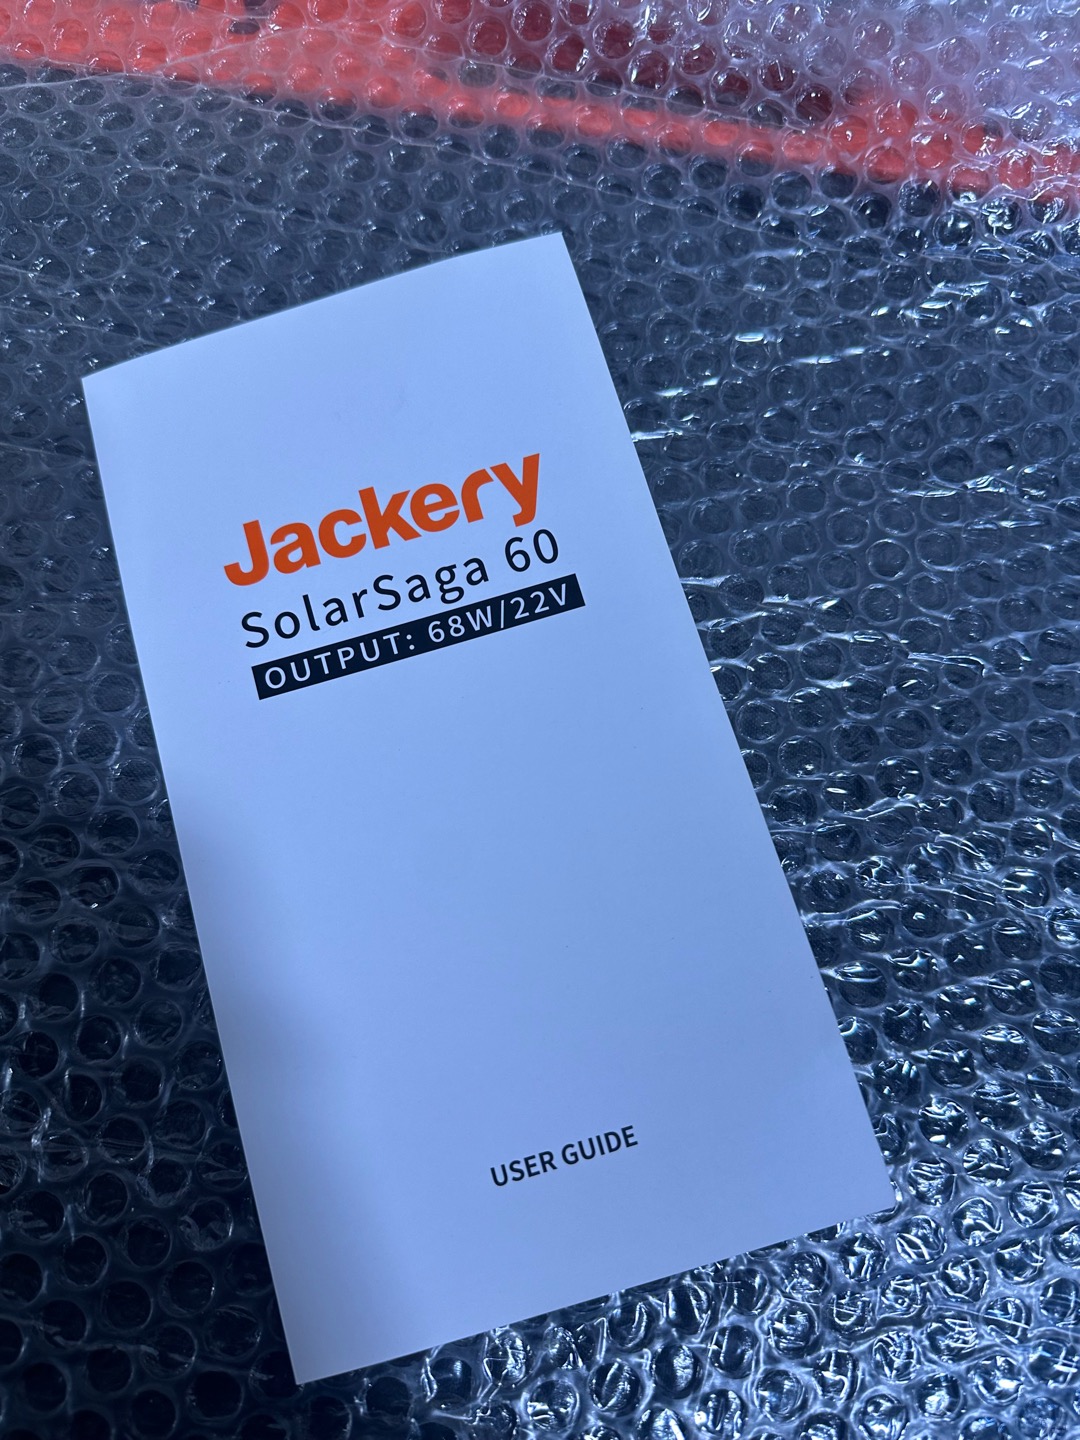 Jackery
SolarSaga 60
OUTPUT: 68W/22V
USER GUIDE